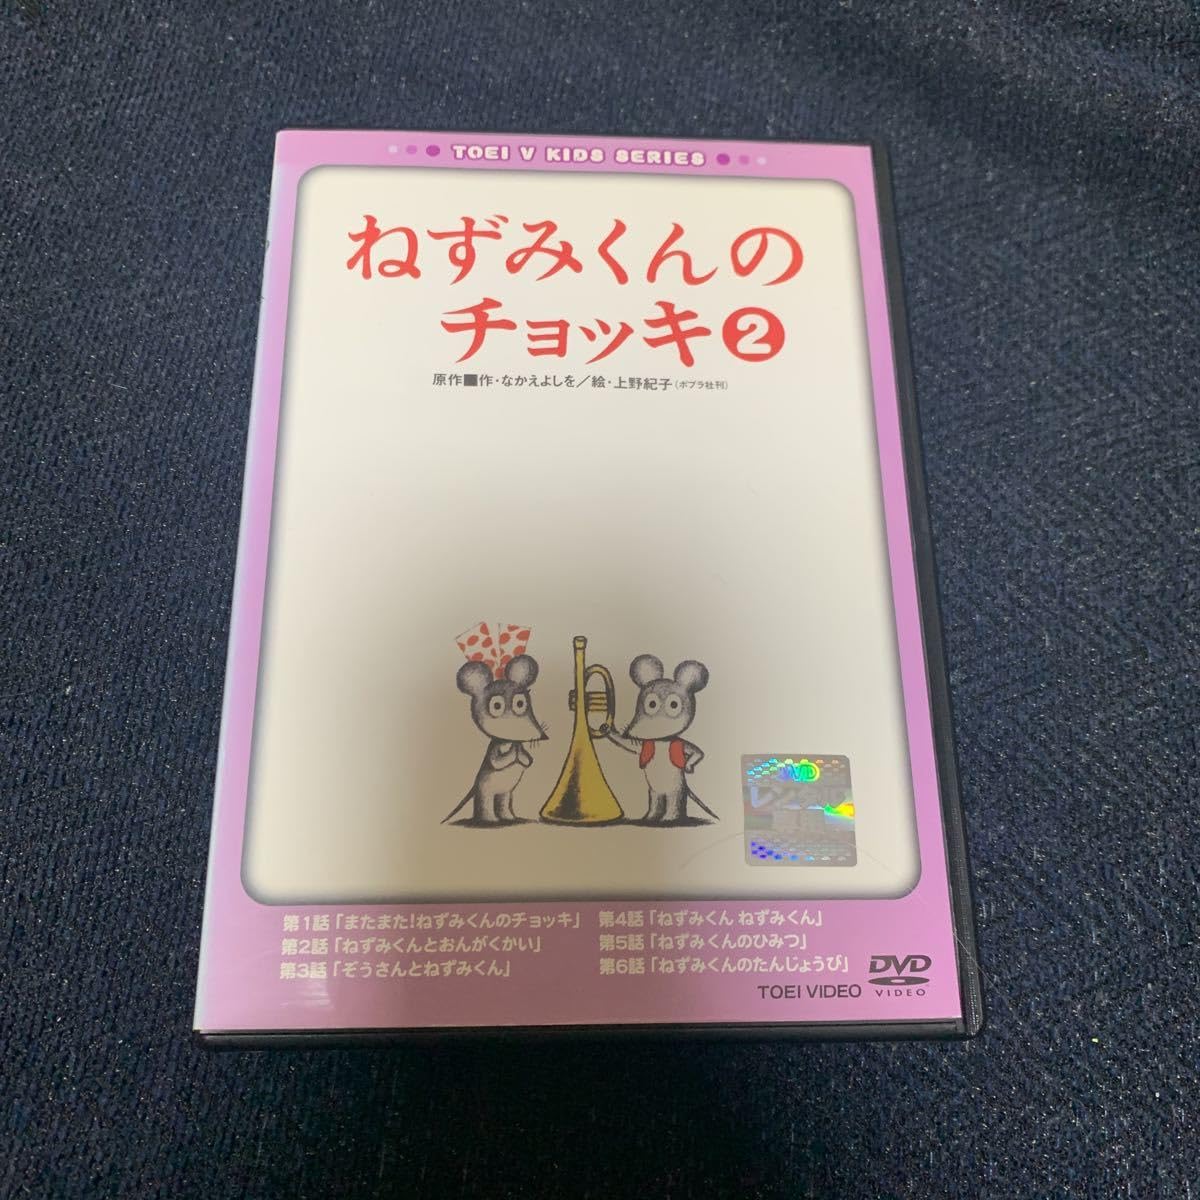 TOEI V KIDS SERIES
ねずみくんの
チョッキ❷
原作■作・なかえよしを／絵・上野紀子(ポプラ社刊)
レンタル
第1話「またまた!ねずみくんのチョッキ」
第2話「ねずみくんとおんがくかい」
第3話「ぞうさんとねずみくん」
第4話「ねずみくん ねずみくん」
第5話「ねずみくんのひみつ」
第6話「ねずみくんのたんじょうび」
TOEI VIDEO
DVD
VIDEO